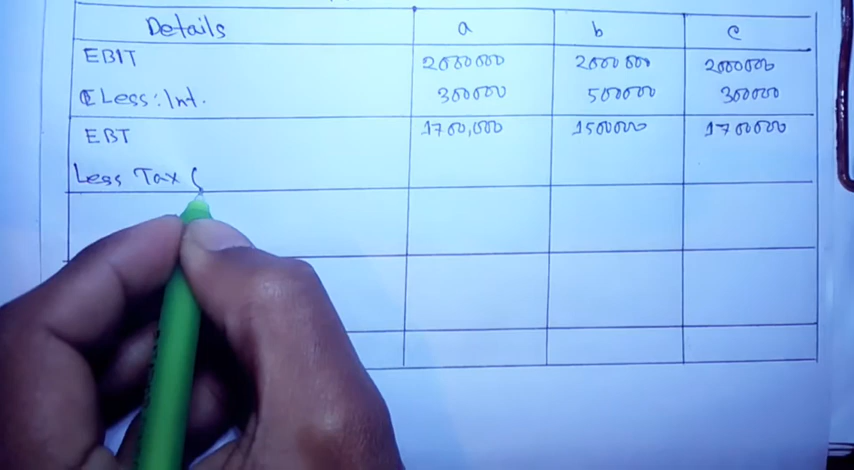 Details a b c
EBIT 2000000 2000000 2000000
Less: Int. 300000 500000 300000
EBT 1700,000 1500000 1700000
Less Tax (